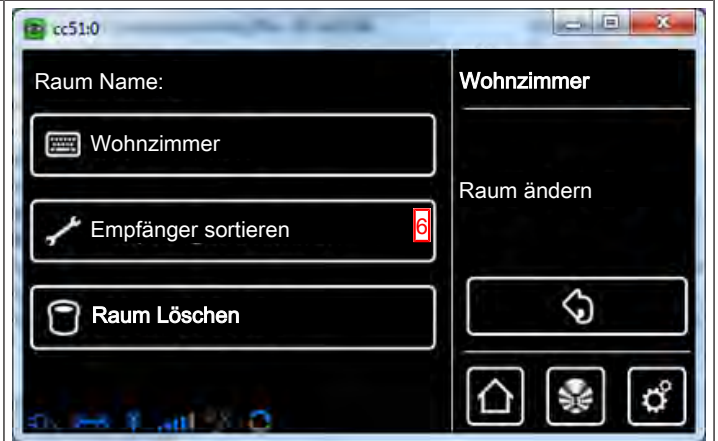 cc51:0
Raum Name:
Wohnzimmer
Empfänger sortieren 6
Raum Löschen
Wohnzimmer
Raum ändern